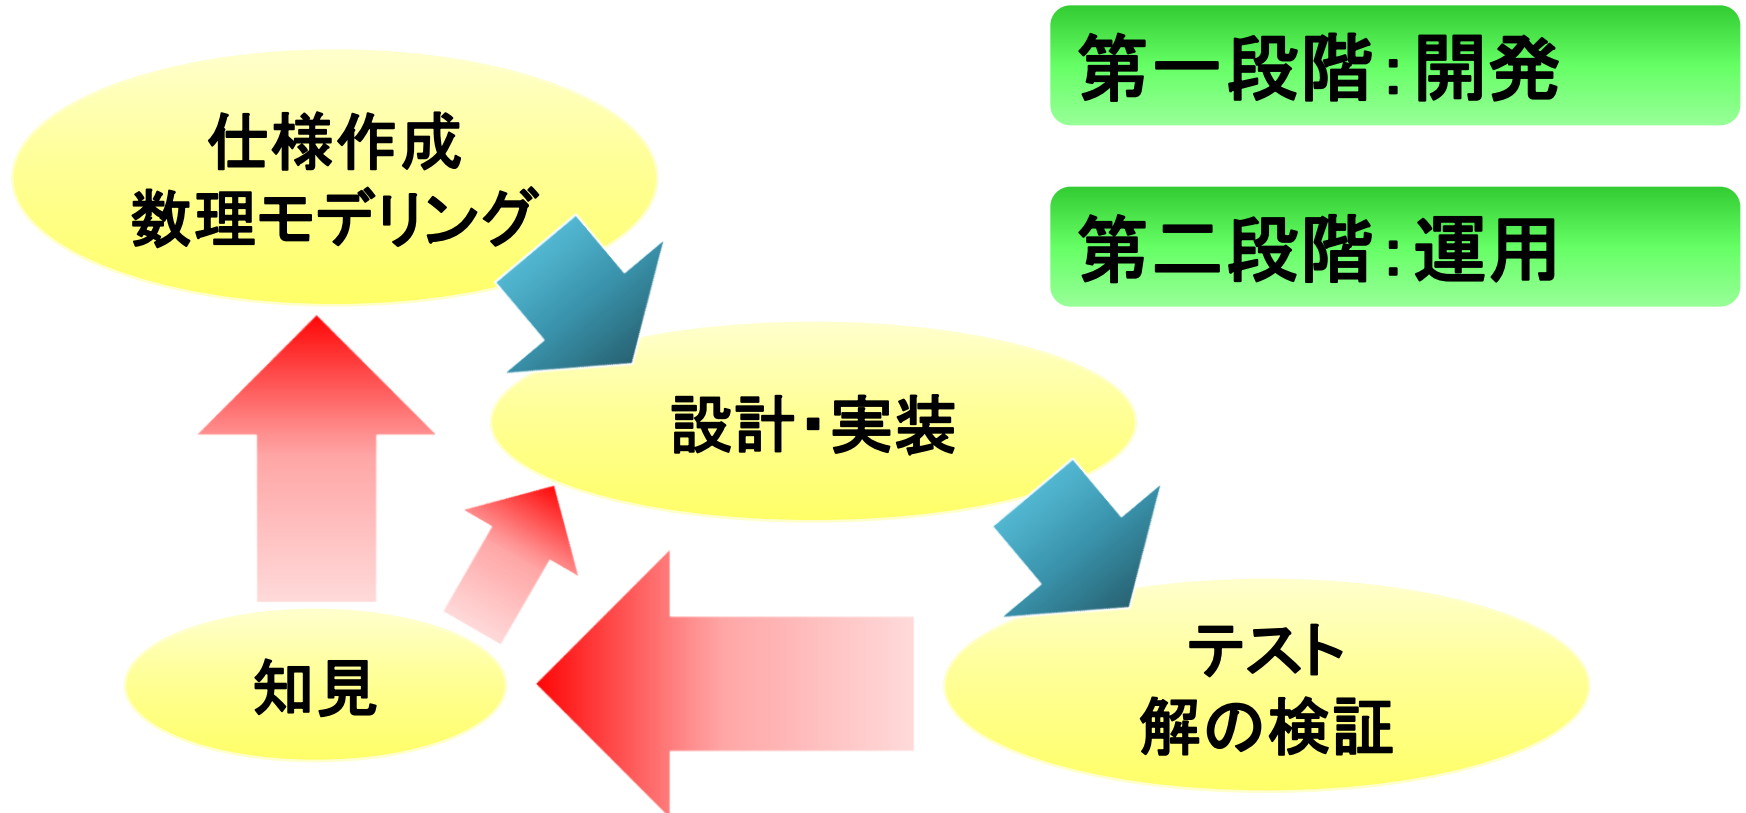 第一段階：開発
第二段階：運用
仕様作成
数理モデリング
設計・実装
テスト
解の検証
知見